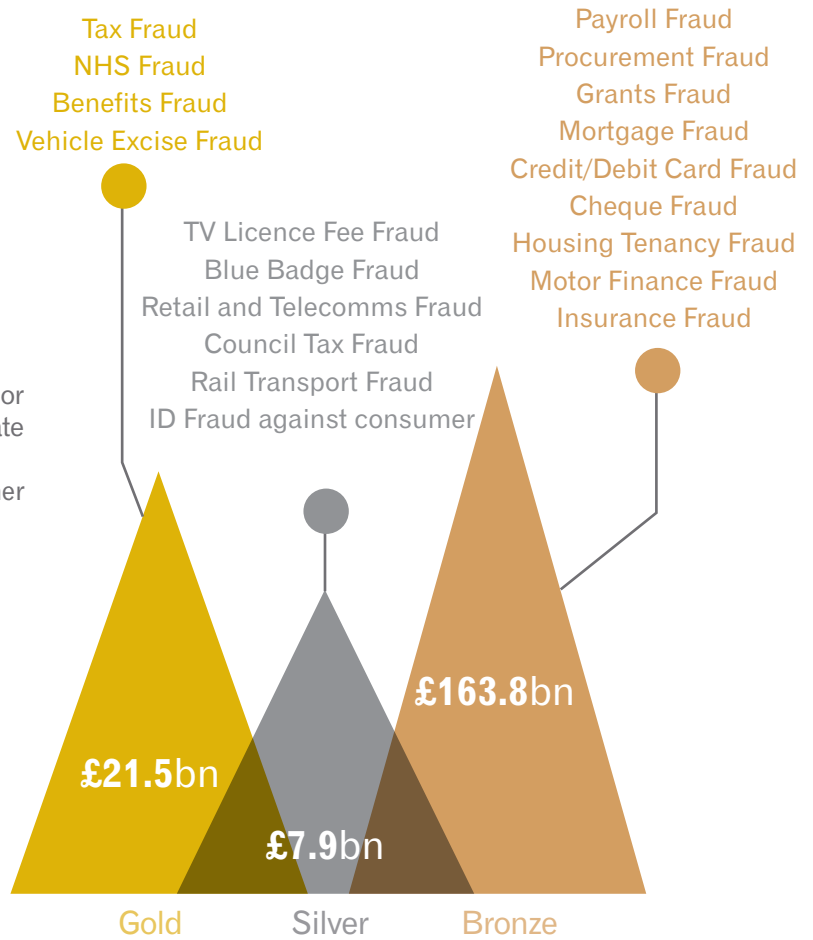 Tax Fraud
NHS Fraud
Benefits Fraud
Vehicle Excise Fraud
TV Licence Fee Fraud
Blue Badge Fraud
Retail and Telecomms Fraud
Council Tax Fraud
Rail Transport Fraud
ID Fraud against consumer
Payroll Fraud
Procurement Fraud
Grants Fraud
Mortgage Fraud
Credit/Debit Card Fraud
Cheque Fraud
Housing Tenancy Fraud
Motor Finance Fraud
Insurance Fraud
£21.5bn
£7.9bn
£163.8bn
Gold
Silver
Bronze